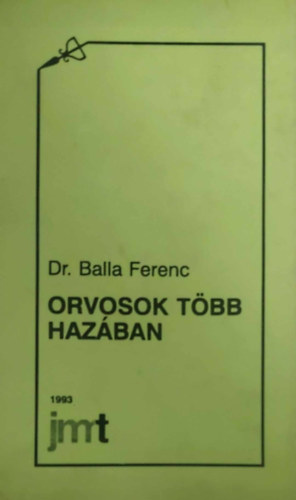 Dr. Balla Ferenc
ORVOSOK TÖBB
HAZÁBAN
1993
jmt